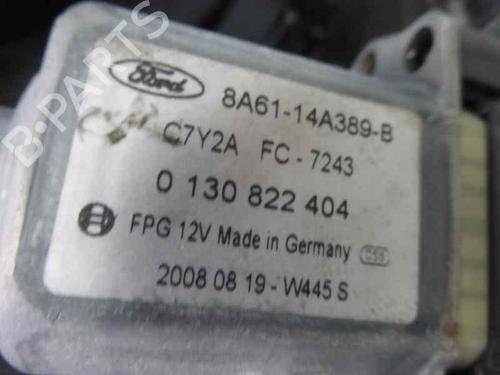 Ford
8A61-14A389-B
C7Y2A FC - 7243
0 130 822 404
FPG 12V Made in Germany
2008 08 19 - W445 S
B-PARTS